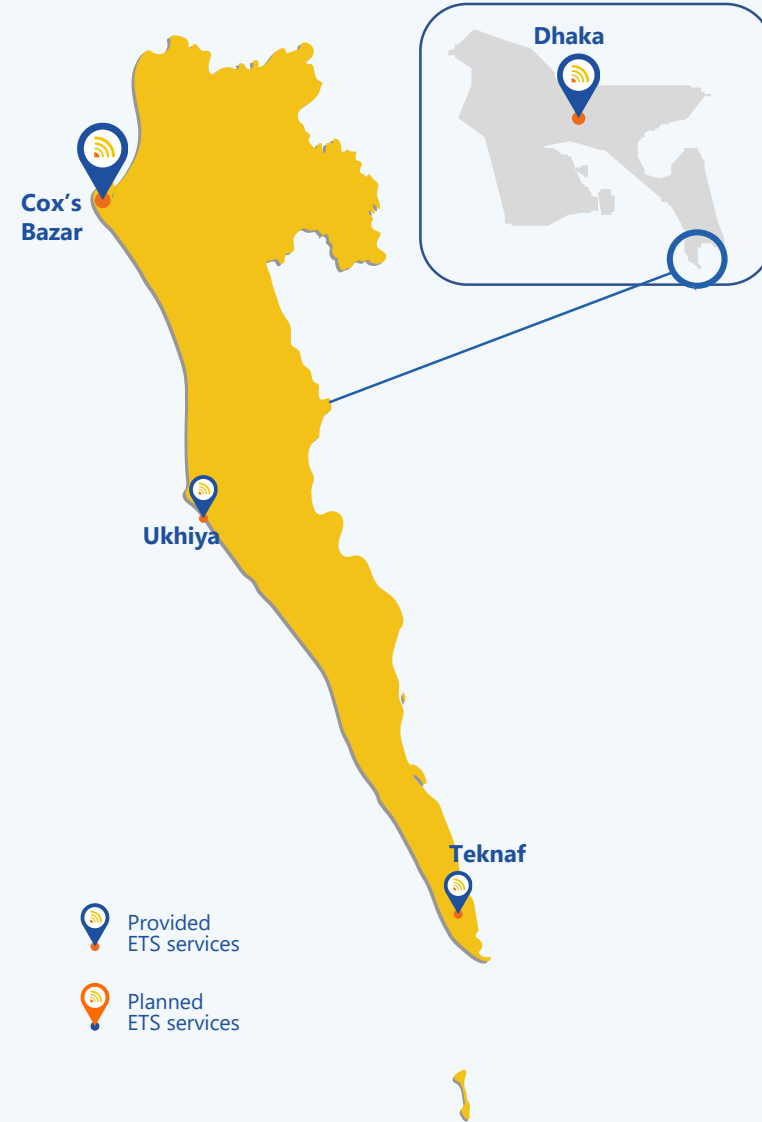 Dhaka
Cox's
Bazar
Ukhiya
Teknaf
Provided
ETS services
Planned
ETS services